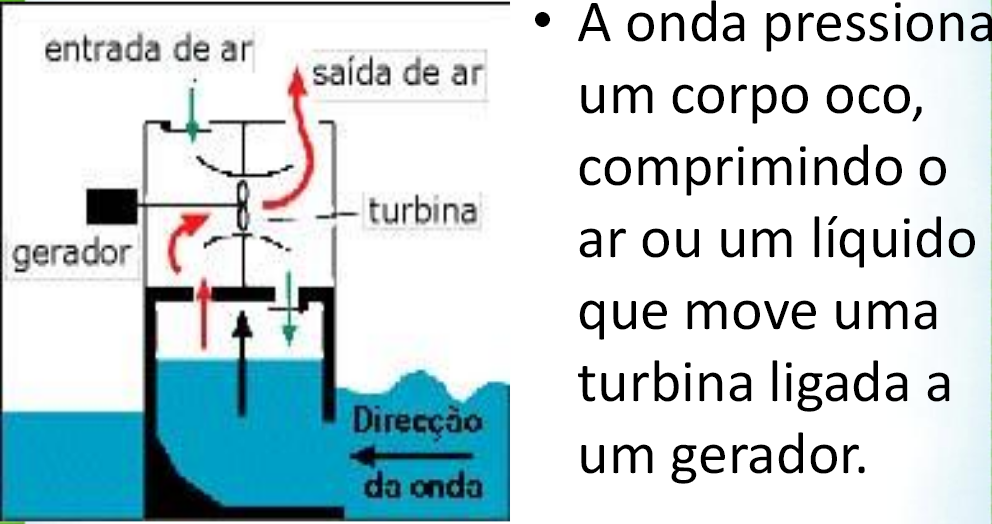 entrada de ar
saída de ar
turbina
gerador
Direcção
da onda
• A onda pressiona
um corpo oco,
comprimindo o
ar ou um líquido
que move uma
turbina ligada a
um gerador.